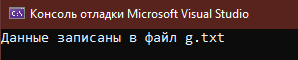 Консоль отладки Microsoft Visual Studio
Данные записаны в файл g.txt